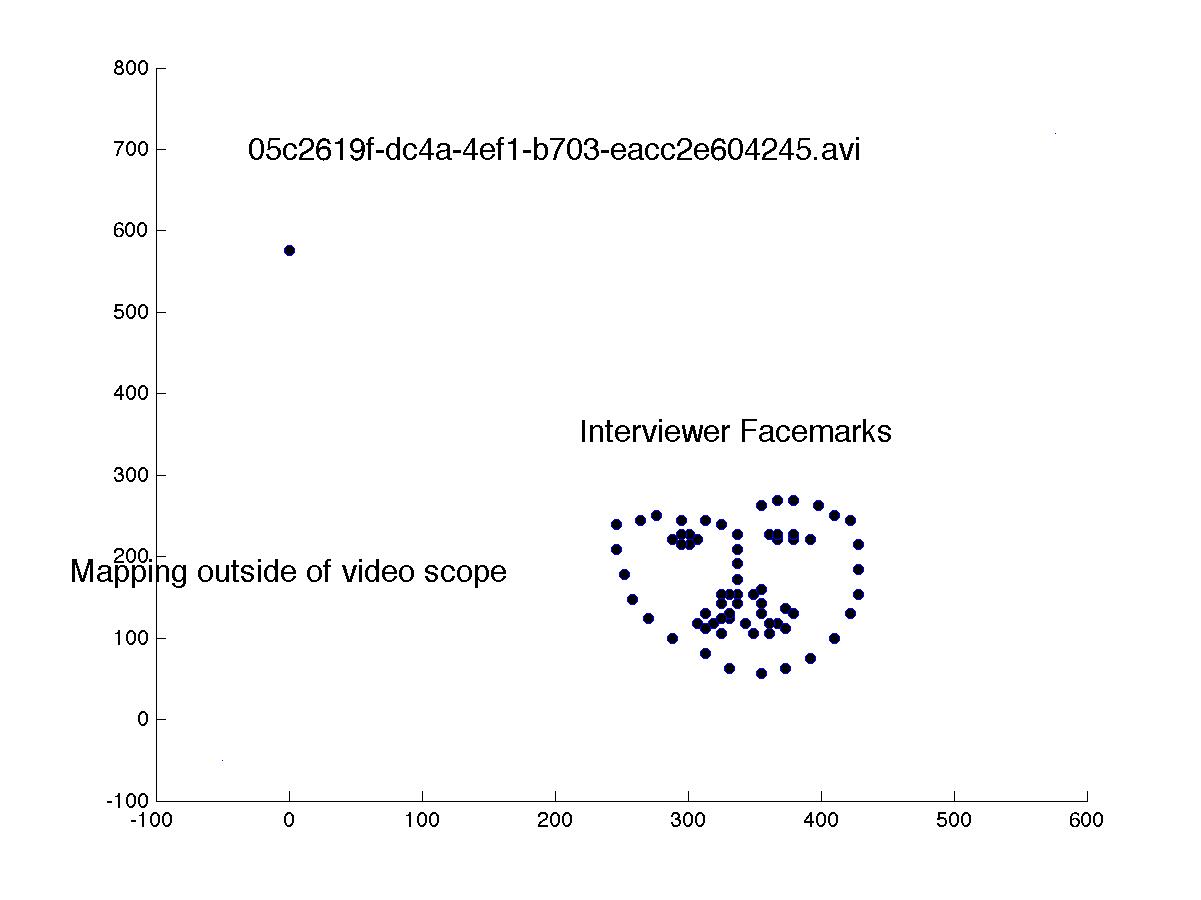 800
700
05c2619f-dc4a-4ef1-b703-eacc2e604245.avi
600
500
400
Interviewer Facemarks
300
200
Mapping outside of video scope
100
0
-100
-100 0 100 200 300 400 500 600